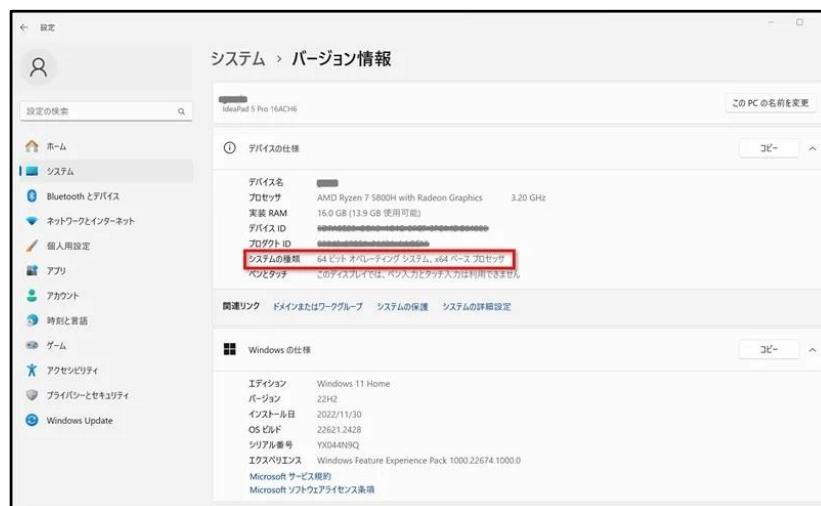 ← 設定
設定の検索
ホーム
システム
Bluetooth とデバイス
ネットワークとインターネット
個人用設定
アプリ
アカウント
時刻と言語
ゲーム
アクセシビリティ
プライバシーとセキュリティ
Windows Update
システム › バージョン情報
IdeaPad 5 Pro 16ACH6
この PC の名前を変更
デバイスの仕様
コピー
デバイス名
プロセッサ AMD Ryzen 7 5800H with Radeon Graphics 3.20 GHz
実装 RAM 16.0 GB (13.9 GB 使用可能)
デバイス ID
プロダクト ID
システムの種類 64 ビット オペレーティング システム、x64 ベース プロセッサ
ペンとタッチ このディスプレイでは、ペン入力とタッチ入力は利用できません
関連リンク ドメインまたはワークグループ システムの保護 システムの詳細設定
Windows の仕様
コピー
エディション Windows 11 Home
バージョン 22H2
インストール日 2022/11/30
OS ビルド 22621.2428
シリアル番号 YX044N9Q
エクスペリエンス Windows Feature Experience Pack 1000.22674.1000.0
Microsoft サービス規約
Microsoft ソフトウェアライセンス条項